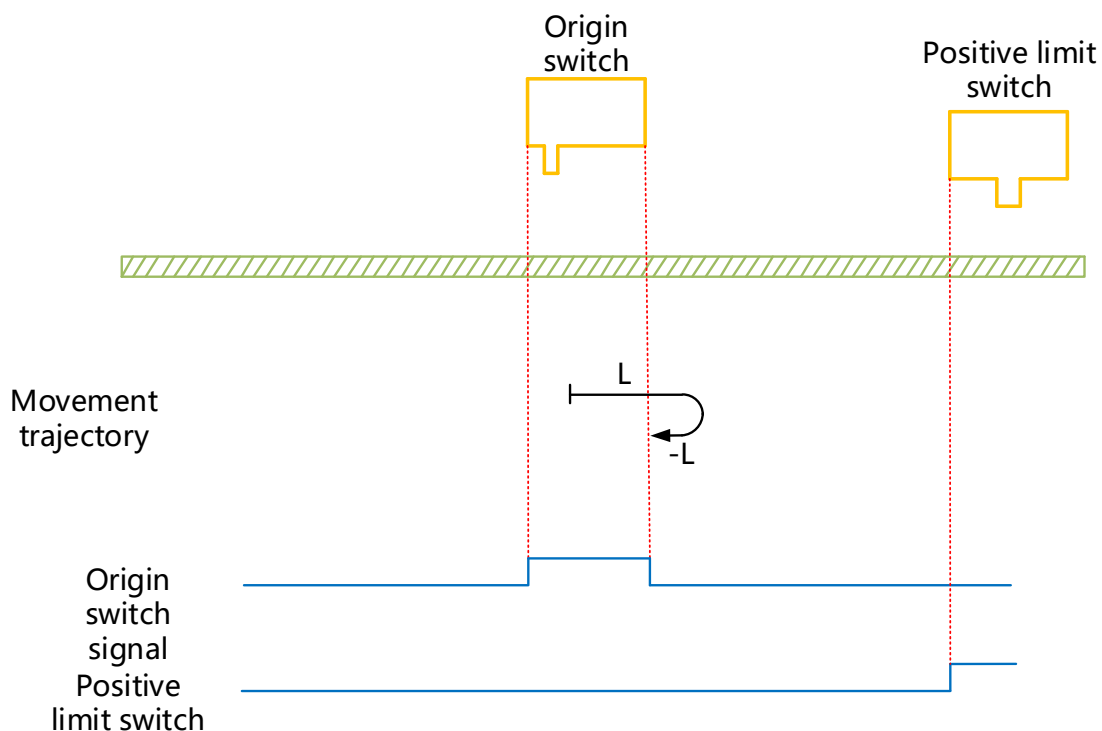 Origin
switch
Positive limit
switch
L
Movement
trajectory
-L
Origin
switch
signal
Positive
limit switch